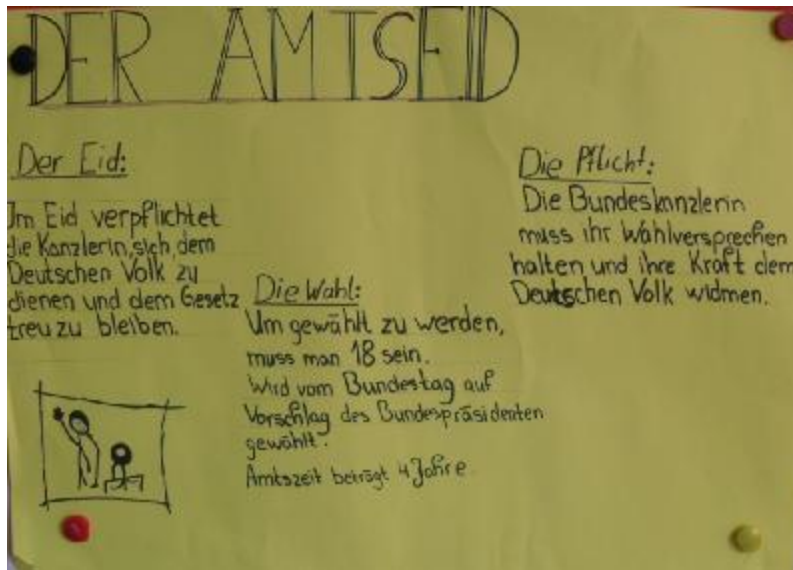 DER AMTSEID
Der Eid:
Im Eid verpflichtet
die Kanzlerin, sich dem
Deutschen Volk zu
dienen und dem Gesetz
treu zu bleiben.
Die Wahl:
Um gewählt zu werden,
muss man 18 sein.
Wird vom Bundestag auf
Vorschlag des Bundespräsidenten
gewählt.
Amtszeit beträgt 4 Jahre
Die Pflicht:
Die Bundeskanzlerin
muss ihr Wahlversprechen
halten und ihre Kraft dem
Deutschen Volk widmen.